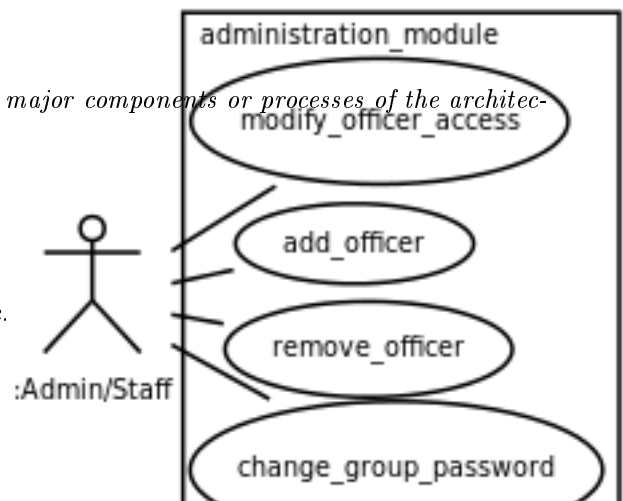 administration_module
major components or processes of the architec-
modify_officer_access
add_officer
remove_officer
:Admin/Staff
change_group_password